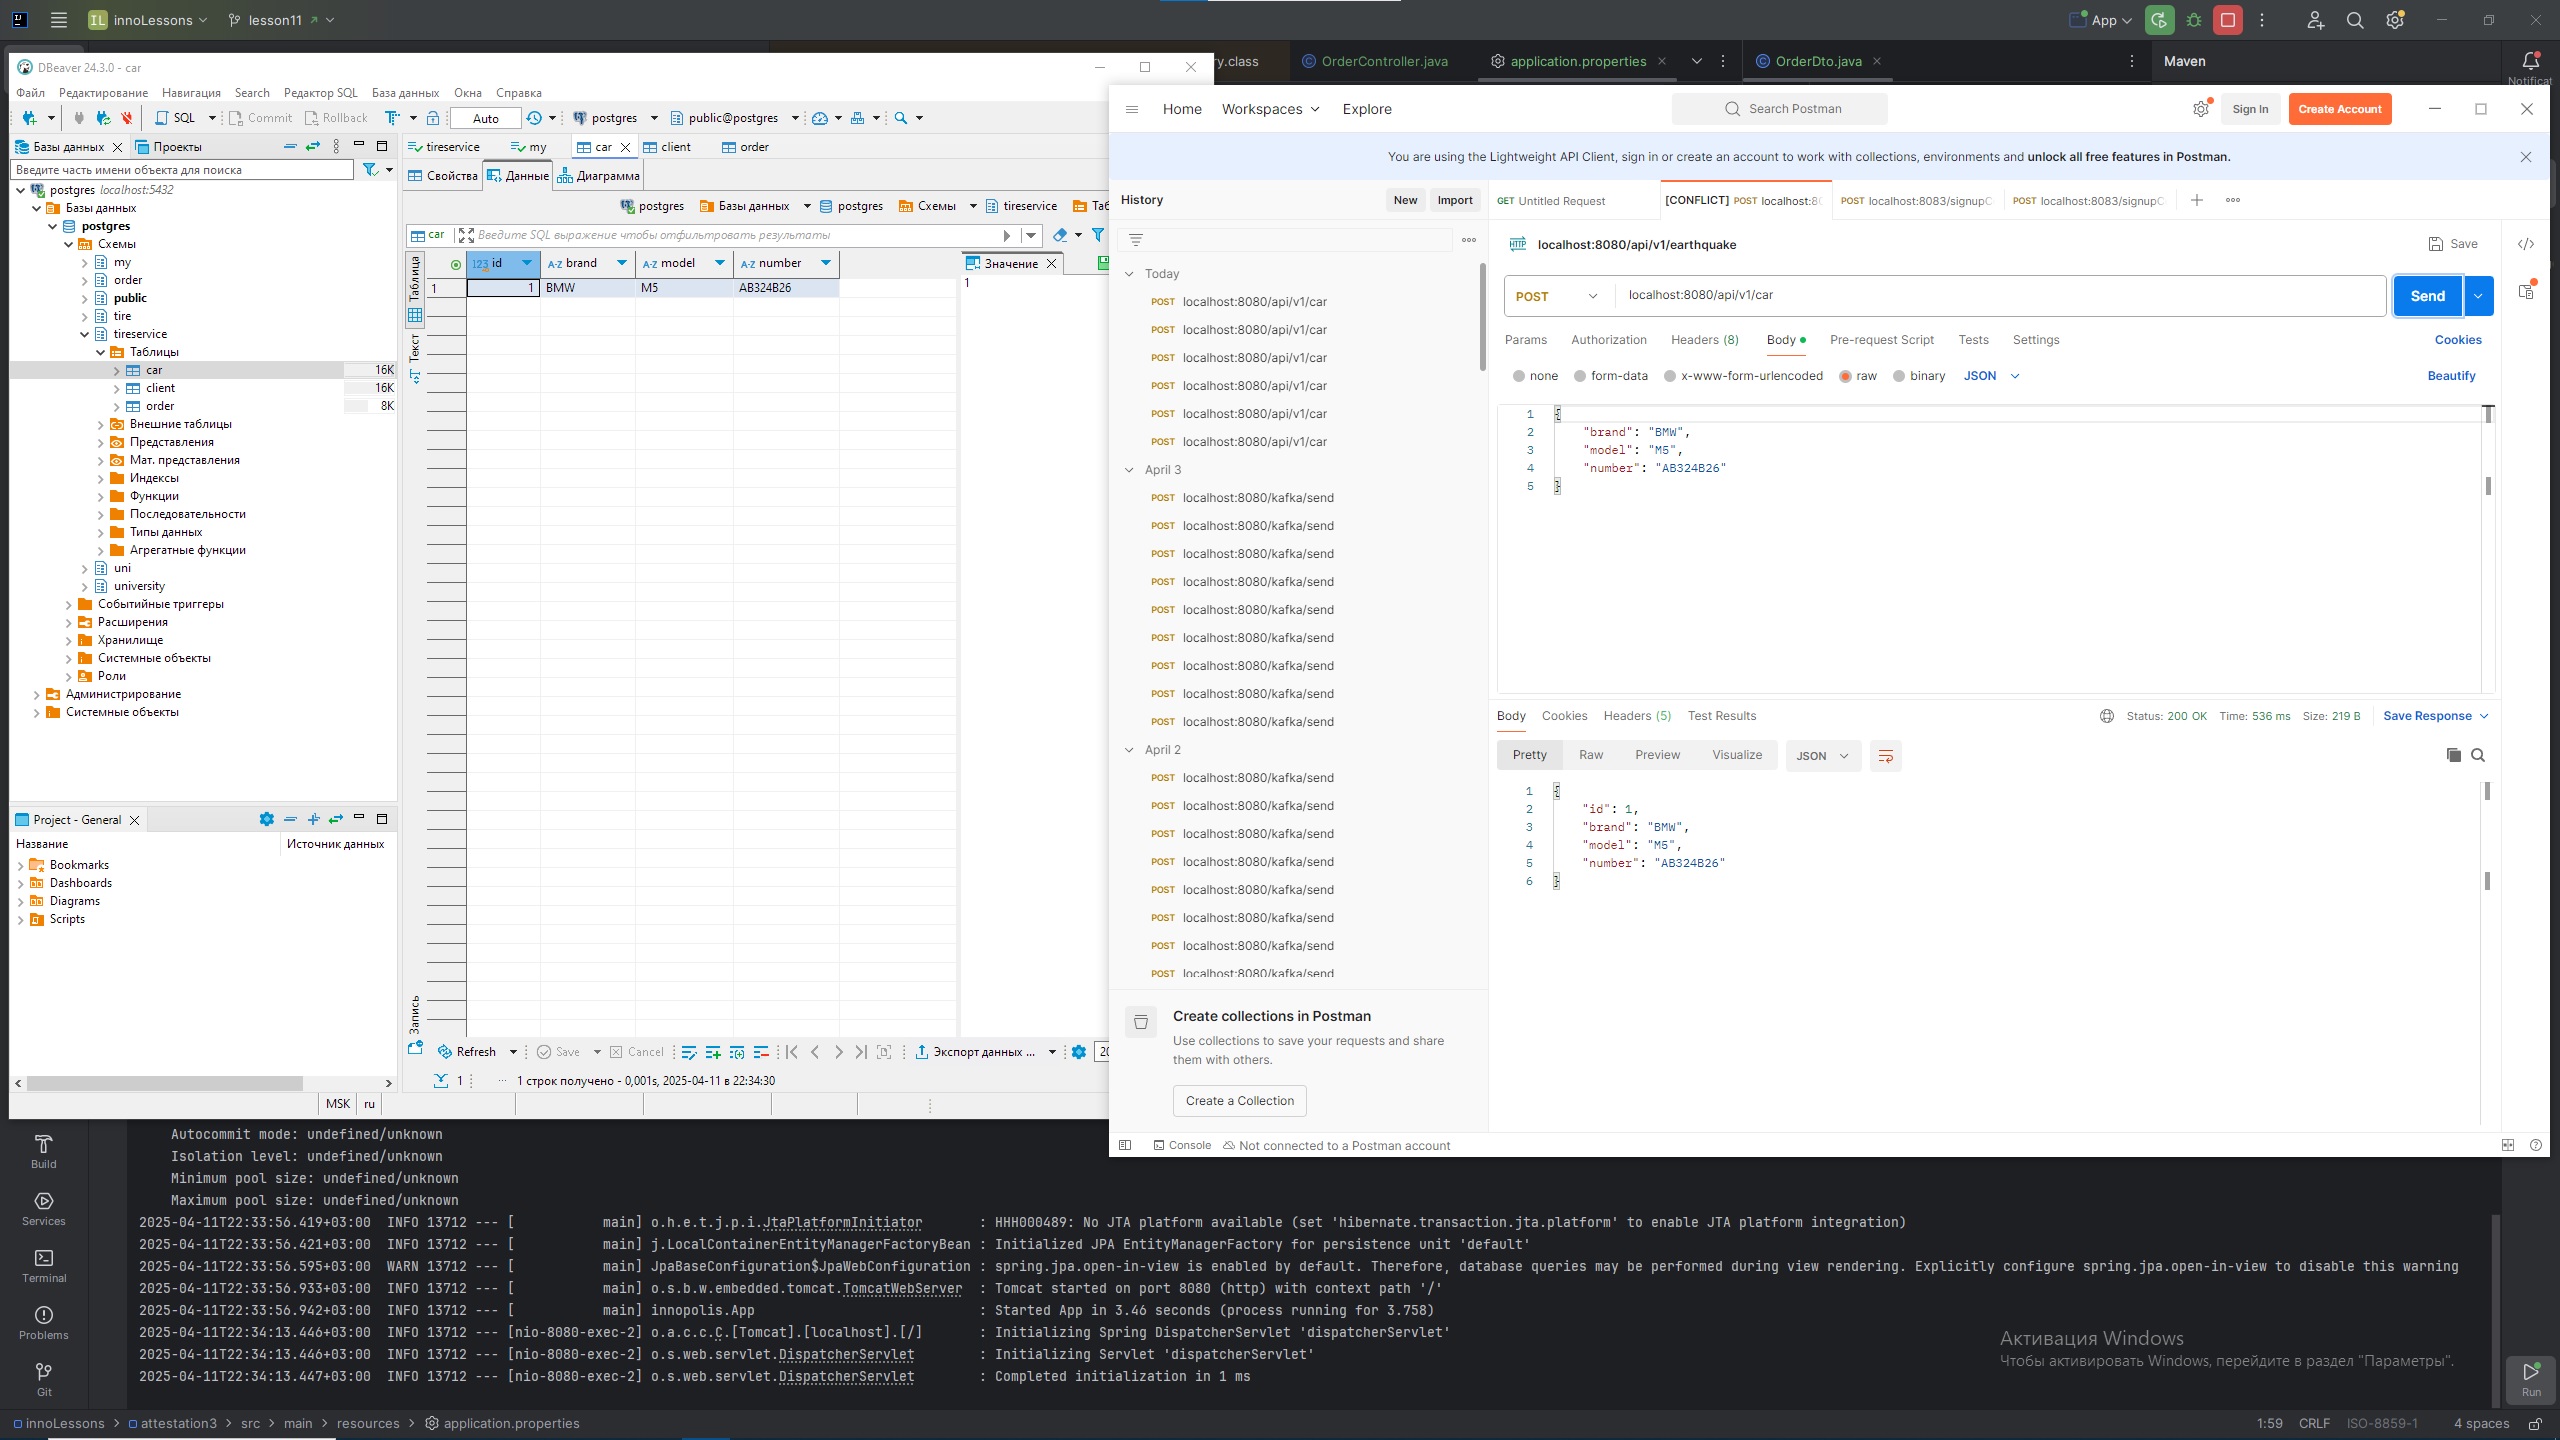 IL innoLessons
lesson11
App
ry.class
OrderController.java
application.properties
OrderDto.java
Maven
Notificat
DBeaver 24.3.0 - car
Файл Редактирование Навигация Search Редактор SQL База данных Окна Справка
SQL Commit Rollback Auto postgres public@postgres
Базы данных Проекты
Введите часть имени объекта для поиска
postgres localhost:5432
Базы данных
postgres
Схемы
my
order
public
tire
tireservice
Таблицы
car 16K
client 16K
order 8K
Внешние таблицы
Представления
Мат. представления
Индексы
Функции
Последовательности
Типы данных
Агрегатные функции
uni
university
Событийные триггеры
Расширения
Хранилище
Системные объекты
Роли
Администрирование
Системные объекты
Project - General
Название Источник данных
Bookmarks
Dashboards
Diagrams
Scripts
tireservice my car client order
Свойства Данные Диаграмма
postgres Базы данных postgres Схемы tireservice Таб
car Введите SQL выражение чтобы отфильтровать результаты
Таблица
Текст
Запись
123 id A-Z brand A-Z model A-Z number
1 1 BMW M5 AB324B26
Значение
1
Refresh Save Cancel Экспорт данных ... 20
1 ... 1 строк получено - 0,001s, 2025-04-11 в 22:34:30
MSK ru
Home Workspaces Explore
Search Postman
Sign In Create Account
You are using the Lightweight API Client, sign in or create an account to work with collections, environments and unlock all free features in Postman.
History New Import
Today
POST localhost:8080/api/v1/car
POST localhost:8080/api/v1/car
POST localhost:8080/api/v1/car
POST localhost:8080/api/v1/car
POST localhost:8080/api/v1/car
POST localhost:8080/api/v1/car
April 3
POST localhost:8080/kafka/send
POST localhost:8080/kafka/send
POST localhost:8080/kafka/send
POST localhost:8080/kafka/send
POST localhost:8080/kafka/send
POST localhost:8080/kafka/send
POST localhost:8080/kafka/send
POST localhost:8080/kafka/send
POST localhost:8080/kafka/send
April 2
POST localhost:8080/kafka/send
POST localhost:8080/kafka/send
POST localhost:8080/kafka/send
POST localhost:8080/kafka/send
POST localhost:8080/kafka/send
POST localhost:8080/kafka/send
POST localhost:8080/kafka/send
POST localhost:8080/kafka/send
Create collections in Postman
Use collections to save your requests and share
them with others.
Create a Collection
GET Untitled Request [CONFLICT] POST localhost:8( POST localhost:8083/signupC POST localhost:8083/signupC
HTTP localhost:8080/api/v1/earthquake Save
POST localhost:8080/api/v1/car Send
Params Authorization Headers (8) Body Pre-request Script Tests Settings Cookies
none form-data x-www-form-urlencoded raw binary JSON Beautify
1 {
2 "brand": "BMW",
3 "model": "M5",
4 "number": "AB324B26"
5 }
Body Cookies Headers (5) Test Results Status: 200 OK Time: 536 ms Size: 219 B Save Response
Pretty Raw Preview Visualize JSON
1 {
2 "id": 1,
3 "brand": "BMW",
4 "model": "M5",
5 "number": "AB324B26"
6 }
Console Not connected to a Postman account
Autocommit mode: undefined/unknown
Isolation level: undefined/unknown
Minimum pool size: undefined/unknown
Maximum pool size: undefined/unknown
2025-04-11T22:33:56.419+03:00 INFO 13712 --- [ main] o.h.e.t.j.p.i.JtaPlatformInitiator : HHH000489: No JTA platform available (set 'hibernate.transaction.jta.platform' to enable JTA platform integration)
2025-04-11T22:33:56.421+03:00 INFO 13712 --- [ main] j.LocalContainerEntityManagerFactoryBean : Initialized JPA EntityManagerFactory for persistence unit 'default'
2025-04-11T22:33:56.595+03:00 WARN 13712 --- [ main] JpaBaseConfiguration$JpaWebConfiguration : spring.jpa.open-in-view is enabled by default. Therefore, database queries may be performed during view rendering. Explicitly configure spring.jpa.open-in-view to disable this warning
2025-04-11T22:33:56.933+03:00 INFO 13712 --- [ main] o.s.b.w.embedded.tomcat.TomcatWebServer : Tomcat started on port 8080 (http) with context path '/'
2025-04-11T22:33:56.942+03:00 INFO 13712 --- [ main] innopolis.App : Started App in 3.46 seconds (process running for 3.758)
2025-04-11T22:34:13.446+03:00 INFO 13712 --- [nio-8080-exec-2] o.a.c.c.C.[Tomcat].[localhost].[/] : Initializing Spring DispatcherServlet 'dispatcherServlet'
2025-04-11T22:34:13.446+03:00 INFO 13712 --- [nio-8080-exec-2] o.s.web.servlet.DispatcherServlet : Initializing Servlet 'dispatcherServlet'
2025-04-11T22:34:13.447+03:00 INFO 13712 --- [nio-8080-exec-2] o.s.web.servlet.DispatcherServlet : Completed initialization in 1 ms
Build
Services
Terminal
Problems
Git
Активация Windows
Чтобы активировать Windows, перейдите в раздел "Параметры".
Run
innoLessons > attestation3 > src > main > resources > application.properties
1:59 CRLF ISO-8859-1 4 spaces